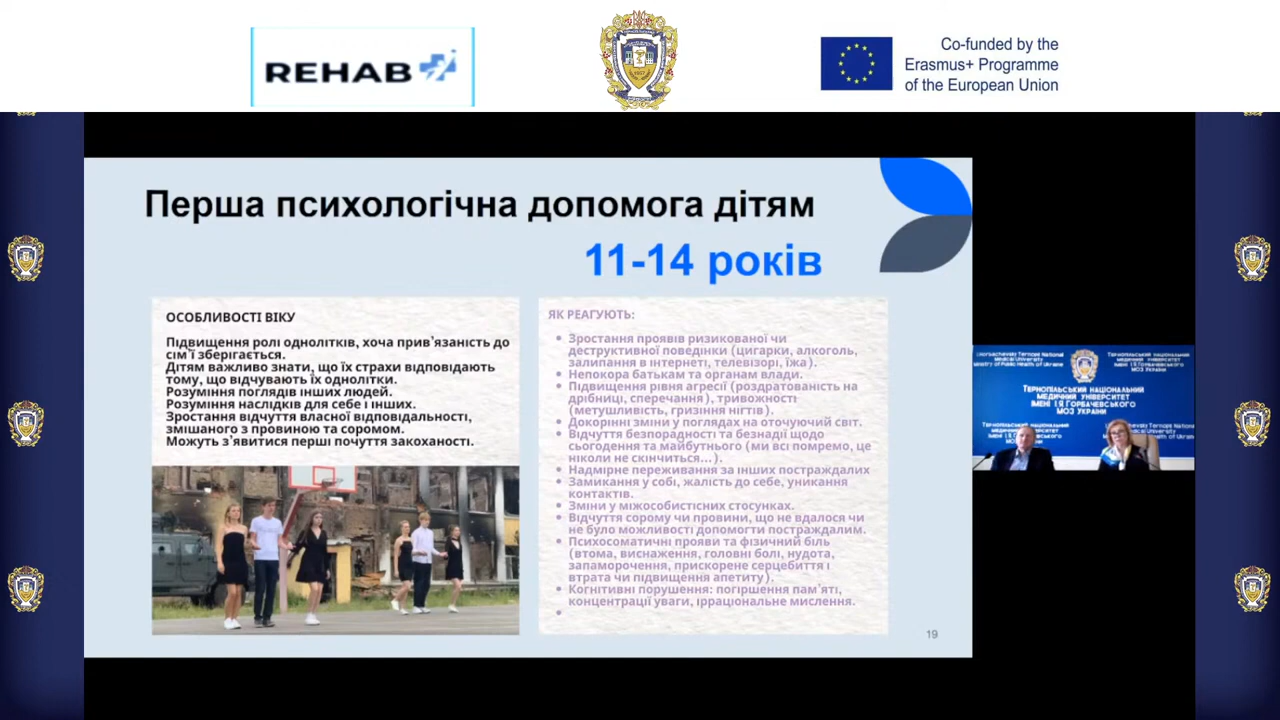 REHAB
Co-funded by the
Erasmus+ Programme
of the European Union
Перша психологічна допомога дітям
11-14 років
ОСОБЛИВОСТІ ВІКУ
Підвищення ролі однолітків, хоча прив'язаність до
сім'ї зберігається.
Дітям важливо знати, що їх страхи відповідають
тому, що відчувають їх однолітки.
Розуміння поглядів інших людей.
Розуміння наслідків для себе і інших.
Зростання відчуття власної відповідальності,
змішаного з провиною та соромом.
Можуть з'явитися перші почуття закоханості.
ЯК РЕАГУЮТЬ:
Зростання проявів ризикованої чи
деструктивної поведінки (цигарки, алкоголь,
залипання в інтернеті, телевізорі, їжа).
Непокора батькам та органам влади.
Підвищення рівня агресії (роздратованість на
дрібниці, сперечання), тривожності
(метушливість, гризіння нігтів).
Докорінні зміни у поглядах на оточуючий світ.
Відчуття безпорадності та безнадії щодо
сьогодення та майбутнього (ми всі помремо, це
ніколи не скінчиться...).
Надмірне переживання за інших постраждалих
Замикання у собі, жалість до себе, уникання
контактів.
Зміни у міжособистісних стосунках.
Відчуття сорому чи провини, що не вдалося чи
не було можливості допомогти постраждалим.
Психосоматичні прояви та фізичний біль
(втома, виснаження, головні болі, нудота,
запаморочення, прискорене серцебиття і
втрата чи підвищення апетиту).
Когнітивні порушення: погіршення пам'яті,
концентрації уваги, ірраціональне мислення.
19
ТЕРНОПІЛЬСЬКИЙ НАЦІОНАЛЬНИЙ
МЕДИЧНИЙ УНІВЕРСИТЕТ
ІМЕНІ І.Я.ГОРБАЧЕВСЬКОГО
МОЗ УКРАЇНИ